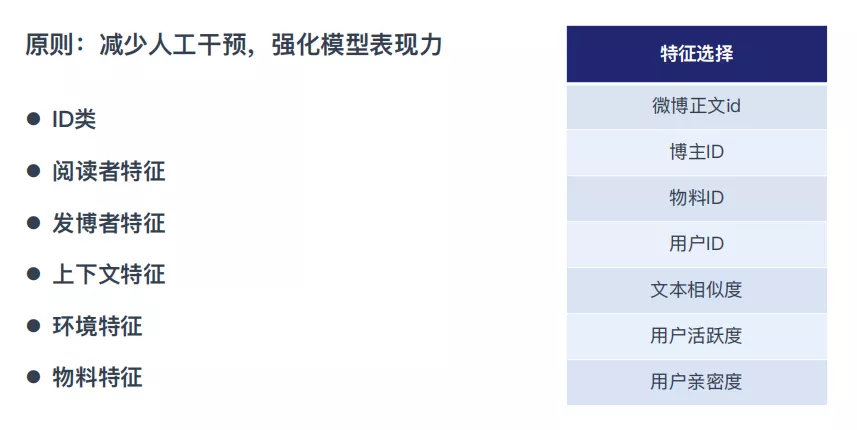 原则：减少人工干预，强化模型表现力
● ID类
● 阅读者特征
● 发博者特征
● 上下文特征
● 环境特征
● 物料特征
特征选择
微博正文id
博主ID
物料ID
用户ID
文本相似度
用户活跃度
用户亲密度